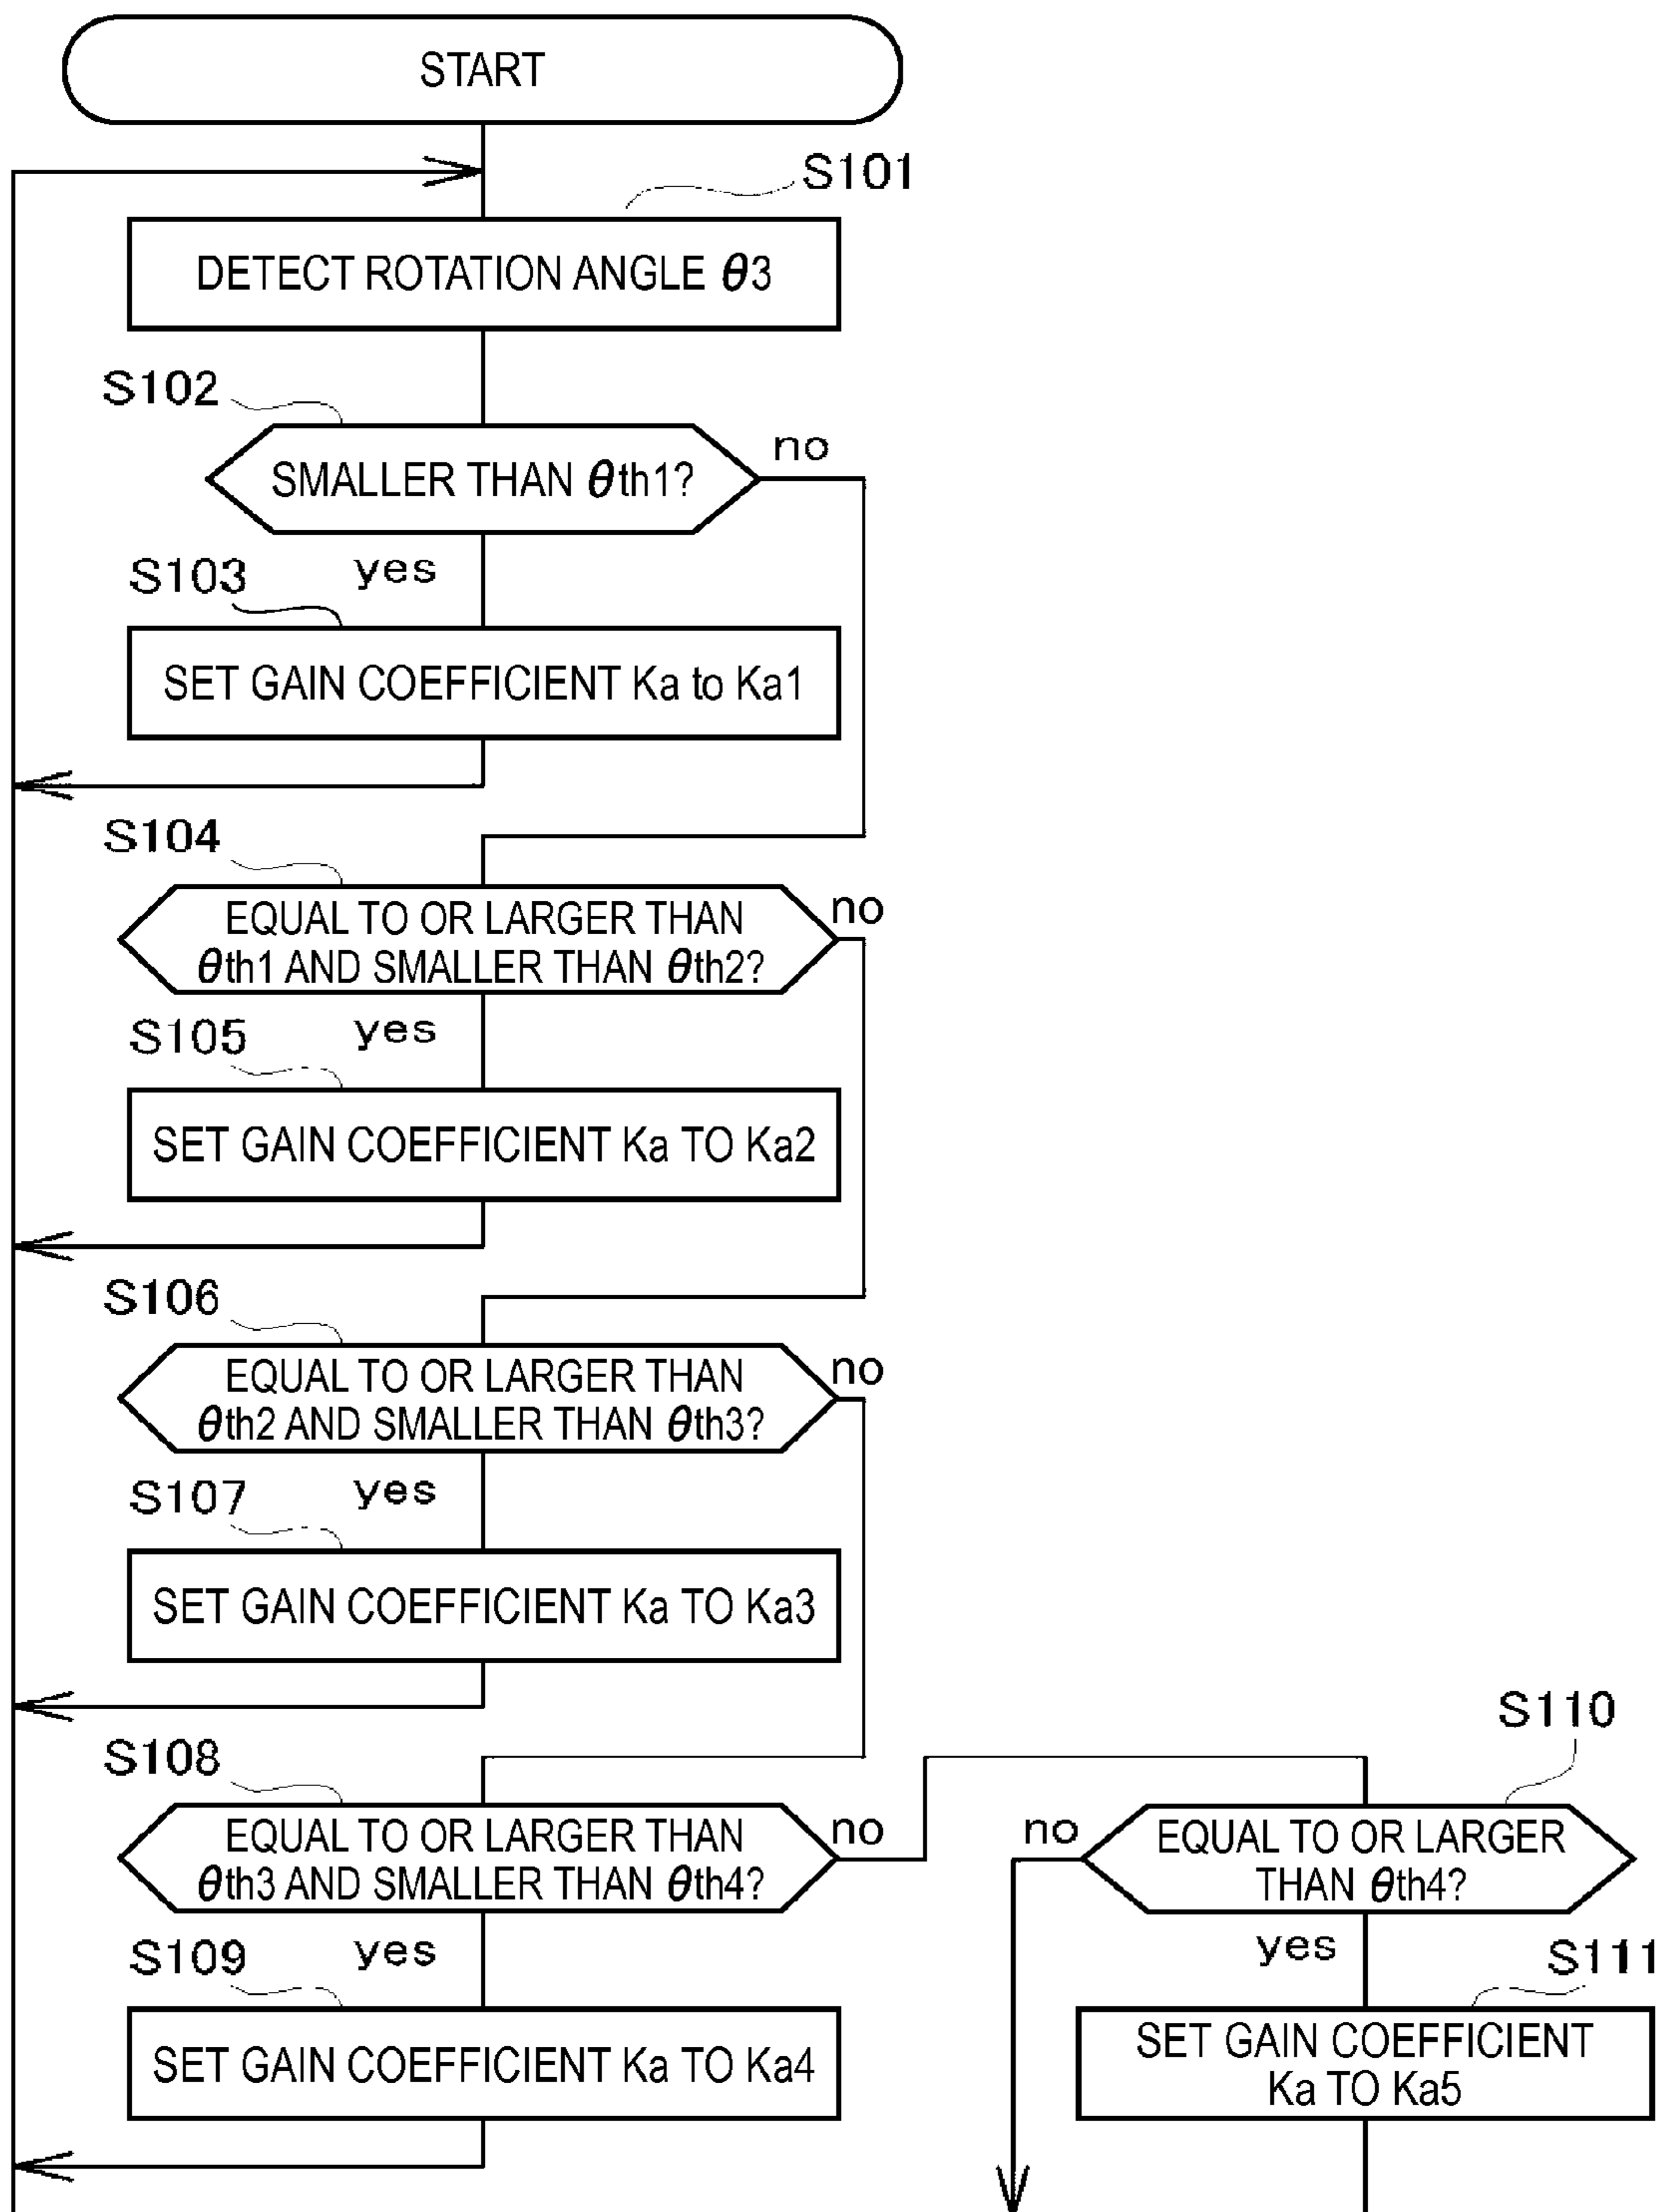 START
S101
DETECT ROTATION ANGLE θ3
S102
SMALLER THAN θth1?
no
yes
S103
SET GAIN COEFFICIENT Ka to Ka1
S104
EQUAL TO OR LARGER THAN
θth1 AND SMALLER THAN θth2?
no
yes
S105
SET GAIN COEFFICIENT Ka TO Ka2
S106
EQUAL TO OR LARGER THAN
θth2 AND SMALLER THAN θth3?
no
yes
S107
SET GAIN COEFFICIENT Ka TO Ka3
S108
EQUAL TO OR LARGER THAN
θth3 AND SMALLER THAN θth4?
no
yes
S109
SET GAIN COEFFICIENT Ka TO Ka4
S110
EQUAL TO OR LARGER
THAN θth4?
no
yes
S111
SET GAIN COEFFICIENT
Ka TO Ka5